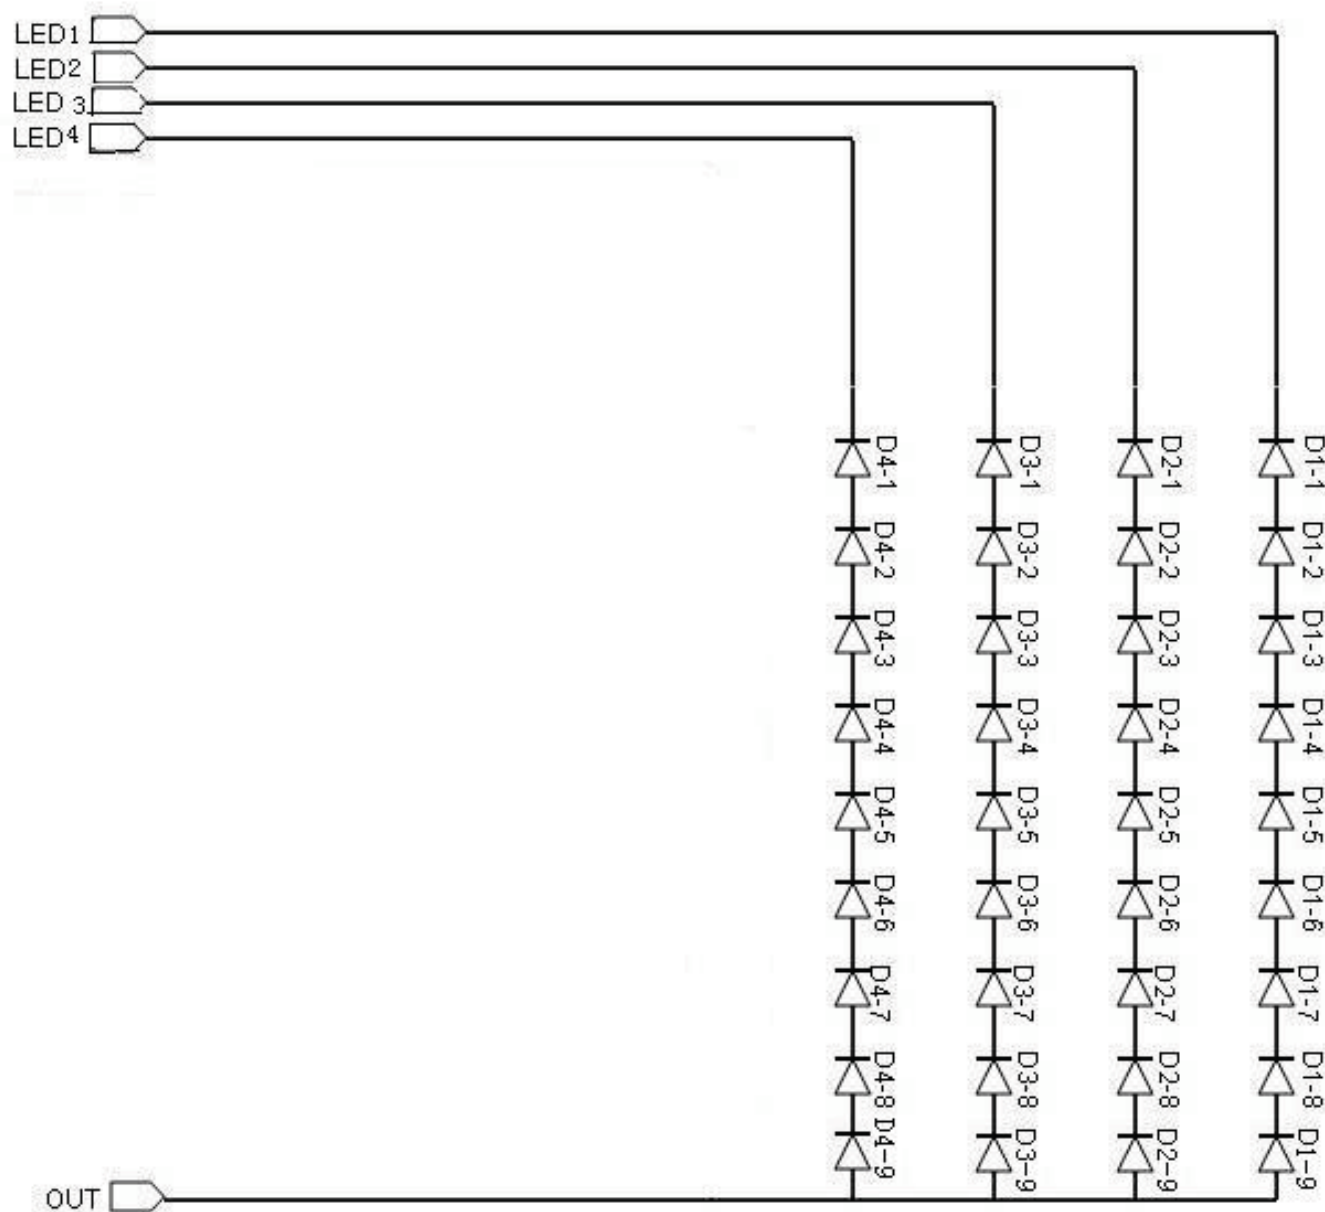 LED1
LED2
LED 3
LED4
D4-1 D3-1 D2-1 D1-1
D4-2 D3-2 D2-2 D1-2
D4-3 D3-3 D2-3 D1-3
D4-4 D3-4 D2-4 D1-4
D4-5 D3-5 D2-5 D1-5
D4-6 D3-6 D2-6 D1-6
D4-7 D3-7 D2-7 D1-7
D4-8 D3-8 D2-8 D1-8
D4-9 D3-9 D2-9 D1-9
OUT